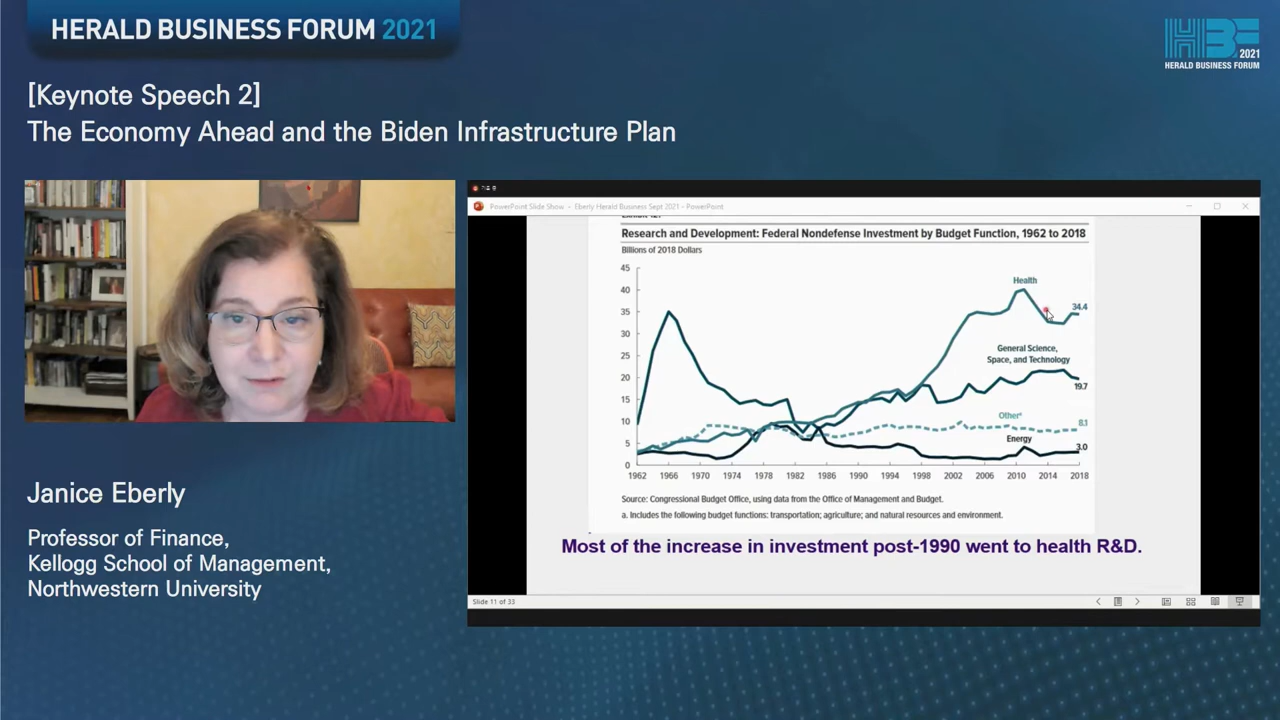 HERALD BUSINESS FORUM 2021
HBF 2021
HERALD BUSINESS FORUM
[Keynote Speech 2]
The Economy Ahead and the Biden Infrastructure Plan
PowerPoint Slide Show - Eberly Herald Business Sept 2021 - PowerPoint
Research and Development: Federal Nondefense Investment by Budget Function, 1962 to 2018
Billions of 2018 Dollars
45
40
35
30
25
20
15
10
5
0
Health
34.4
General Science,
Space, and Technology
19.7
Otherª
8.1
Energy
3.0
1962 1966 1970 1974 1978 1982 1986 1990 1994 1998 2002 2006 2010 2014 2018
Source: Congressional Budget Office, using data from the Office of Management and Budget.
a. Includes the following budget functions: transportation; agriculture; and natural resources and environment.
Most of the increase in investment post-1990 went to health R&D.
Slide 11 of 33
Janice Eberly
Professor of Finance,
Kellogg School of Management,
Northwestern University